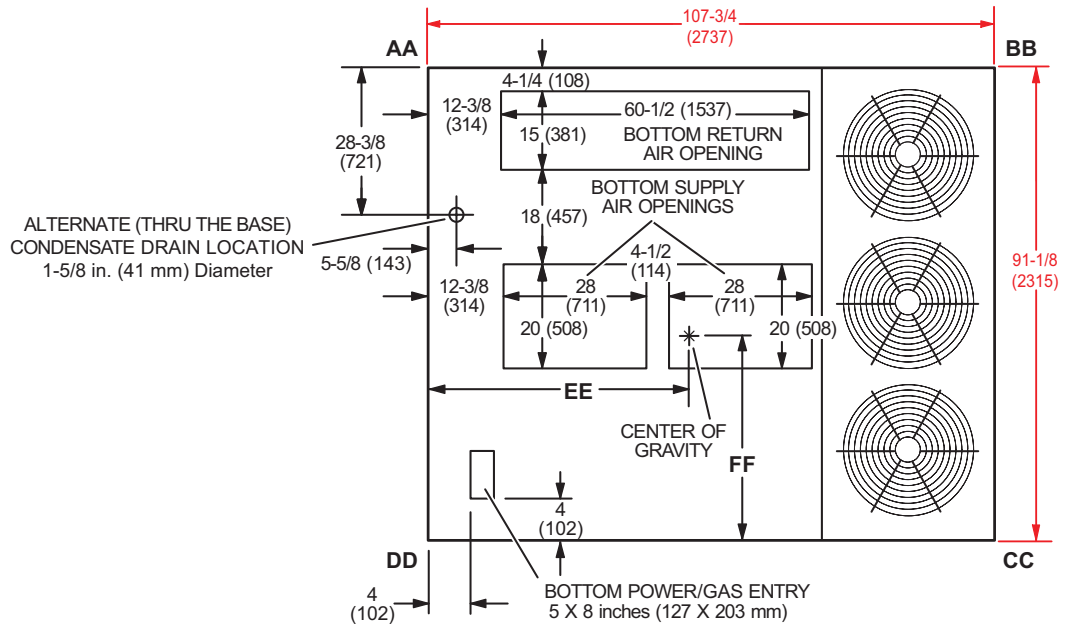 107-3/4
(2737)
AA
BB
4-1/4 (108)
12-3/8
(314)
60-1/2 (1537)
15 (381)
BOTTOM RETURN
AIR OPENING
28-3/8
(721)
BOTTOM SUPPLY
AIR OPENINGS
18 (457)
ALTERNATE (THRU THE BASE)
CONDENSATE DRAIN LOCATION
1-5/8 in. (41 mm) Diameter
5-5/8 (143)
4-1/2
(114)
91-1/8
(2315)
12-3/8
(314)
28
(711)
28
(711)
20 (508)
20 (508)
EE
CENTER OF
GRAVITY
FF
4
(102)
DD
CC
4
(102)
BOTTOM POWER/GAS ENTRY
5 X 8 inches (127 X 203 mm)